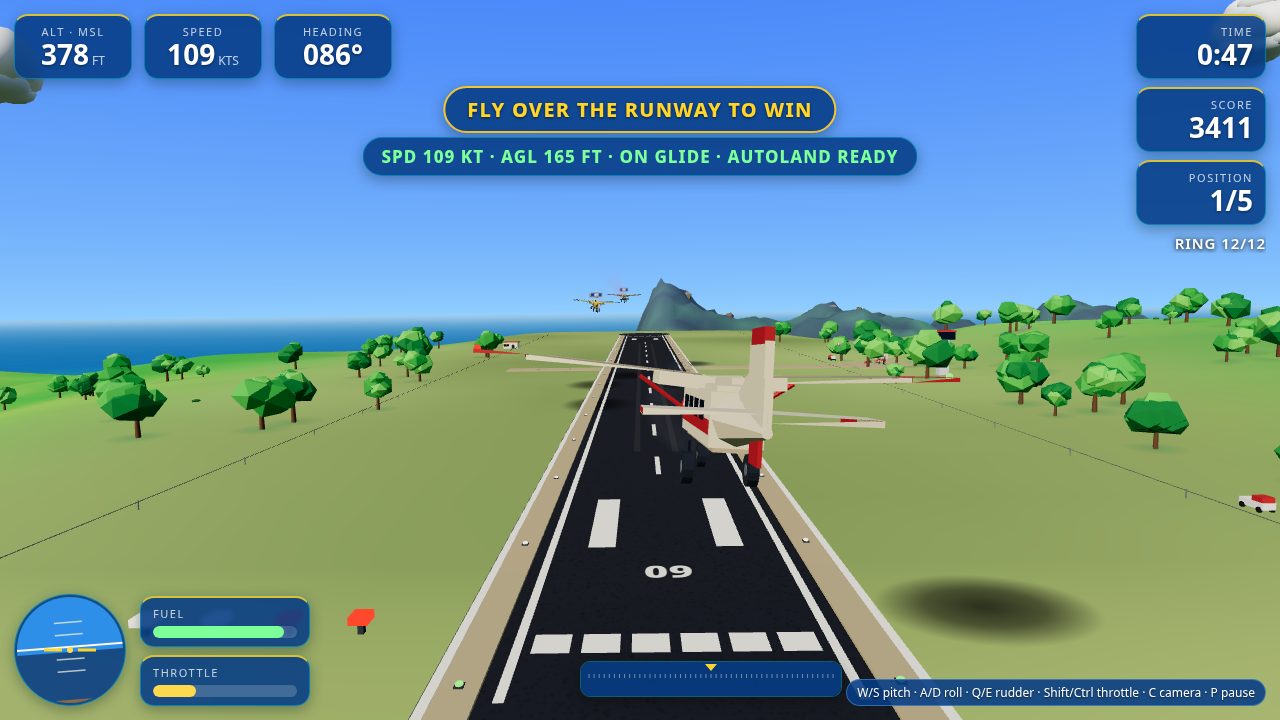 ALT · MSL
378 FT
SPEED
109 KTS
HEADING
086°
TIME
0:47
FLY OVER THE RUNWAY TO WIN
SPD 109 KT · AGL 165 FT · ON GLIDE · AUTOLAND READY
SCORE
3411
POSITION
1/5
RING 12/12
09
FUEL
THROTTLE
W/S pitch · A/D roll · Q/E rudder · Shift/Ctrl throttle · C camera · P pause